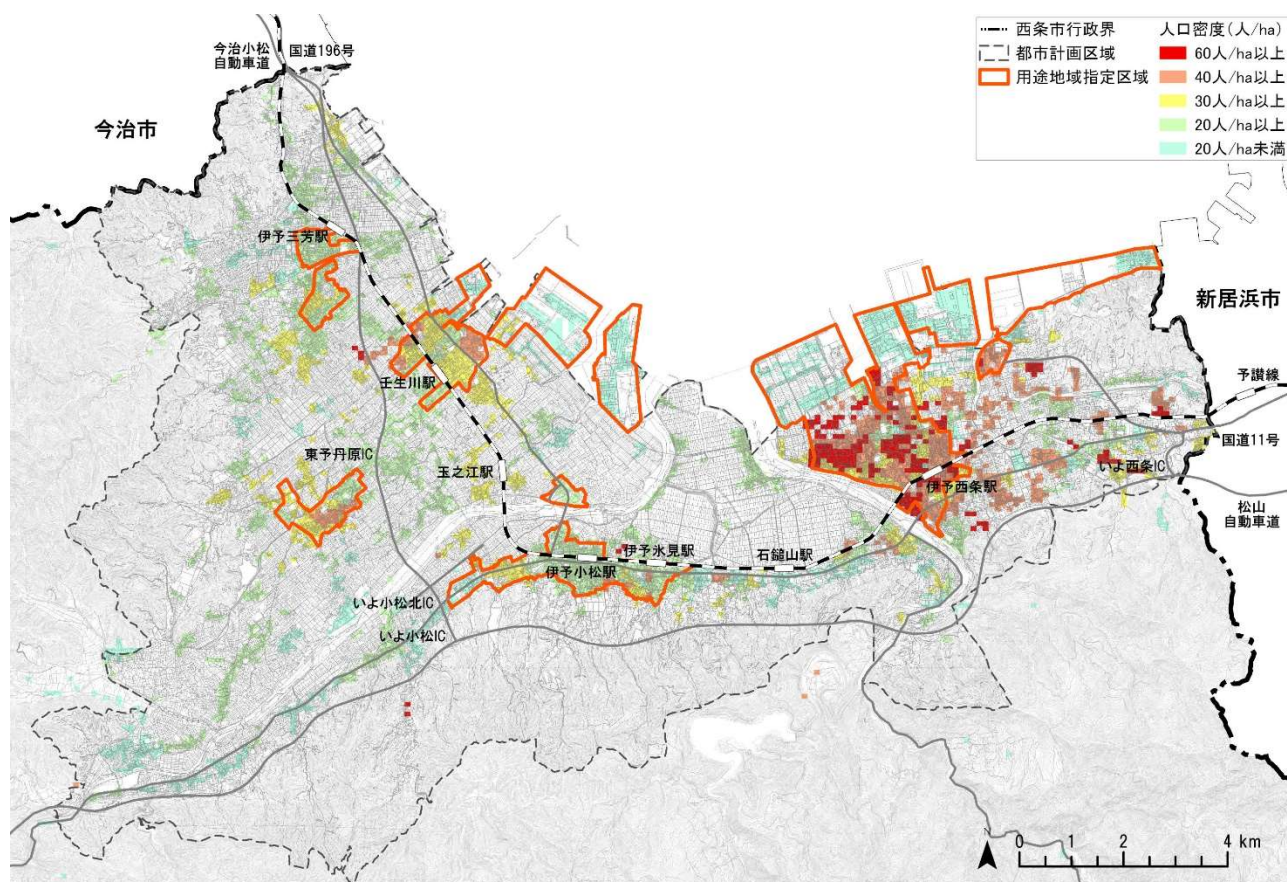 西条市行政界
都市計画区域
用途地域指定区域
人口密度(人/ha)
60人/ha以上
40人/ha以上
30人/ha以上
20人/ha以上
20人/ha未満
今治小松
自動車道
国道196号
今治市
伊予三芳駅
新居浜市
壬生川駅
予讃線
国道11号
東予丹原IC
玉之江駅
いよ西条IC
伊予西条駅
松山
自動車道
伊予氷見駅
石鎚山駅
伊予小松駅
いよ小松北IC
いよ小松IC
0 1 2 4 km